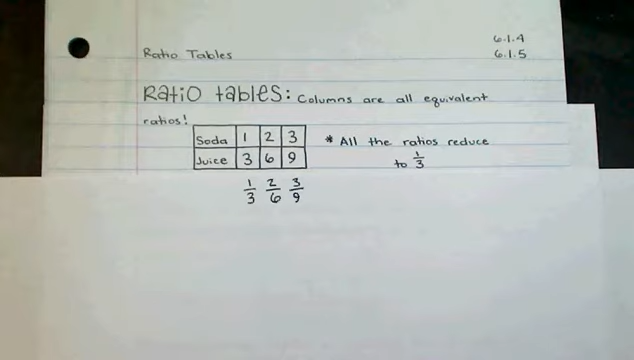 6.1.4
Ratio Tables 6.1.5
Ratio tables: Columns are all equivalent
ratios!
Soda 1 2 3
Juice 3 6 9
* All the ratios reduce
to 1/3
1/3 2/6 3/9